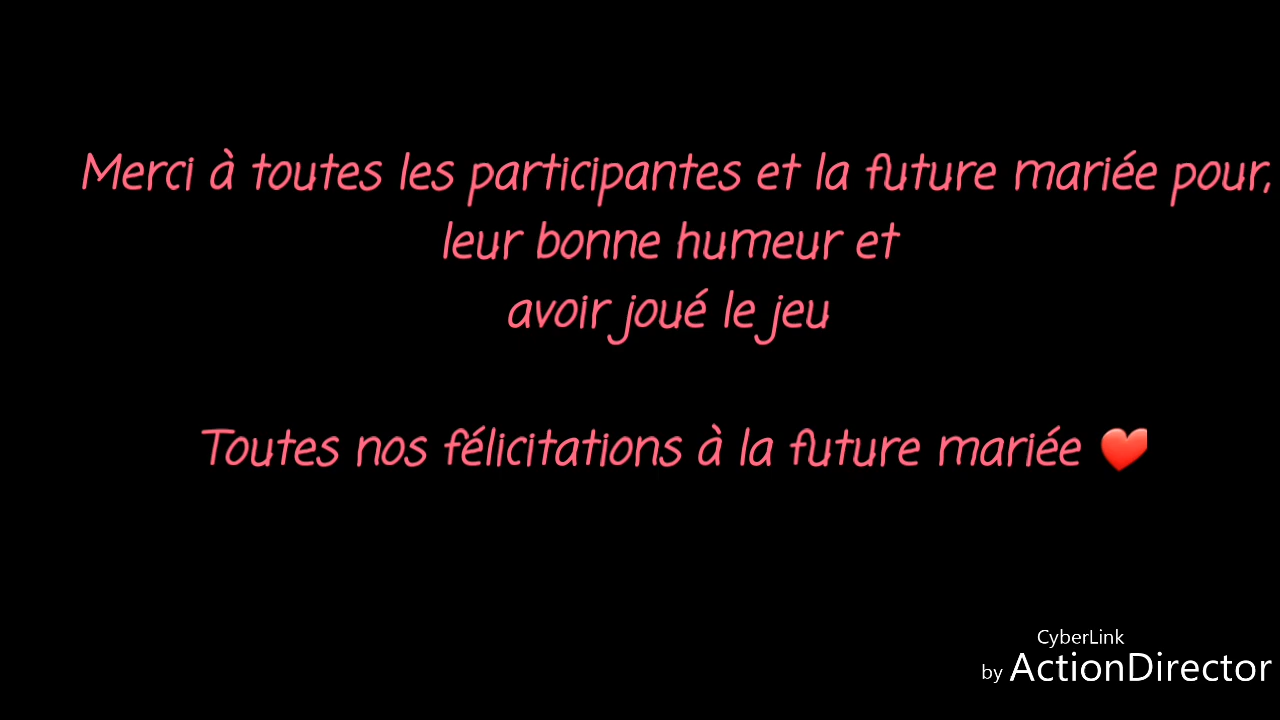 Merci à toutes les participantes et la future mariée pour,
leur bonne humeur et
avoir joué le jeu
Toutes nos félicitations à la future mariée ❤️
CyberLink
by ActionDirector